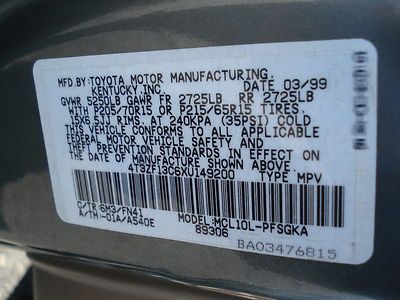 MFD. BY: TOYOTA MOTOR MANUFACTURING,
KENTUCKY,INC. DATE 03/99
GVWR 5250LB GAWR FR 2725LB RR 2725LB
WITH P205/70R15 OR P215/65R15 TIRES,
15X6.5JJ RIMS, AT 240KPA (35PSI) COLD
THIS VEHICLE CONFORMS TO ALL APPLICABLE
FEDERAL MOTOR VEHICLE SAFETY AND
THEFT PREVENTION STANDARDS IN EFFECT
ON THE DATE OF MANUFACTURE SHOWN ABOVE.
4T3ZF13C6XU149200 TYPE MPV
C/TR:6M3/FN41 MODEL:MCL10L-PFSGKA
A/TM:-01A/A540E 89306
BA03476815